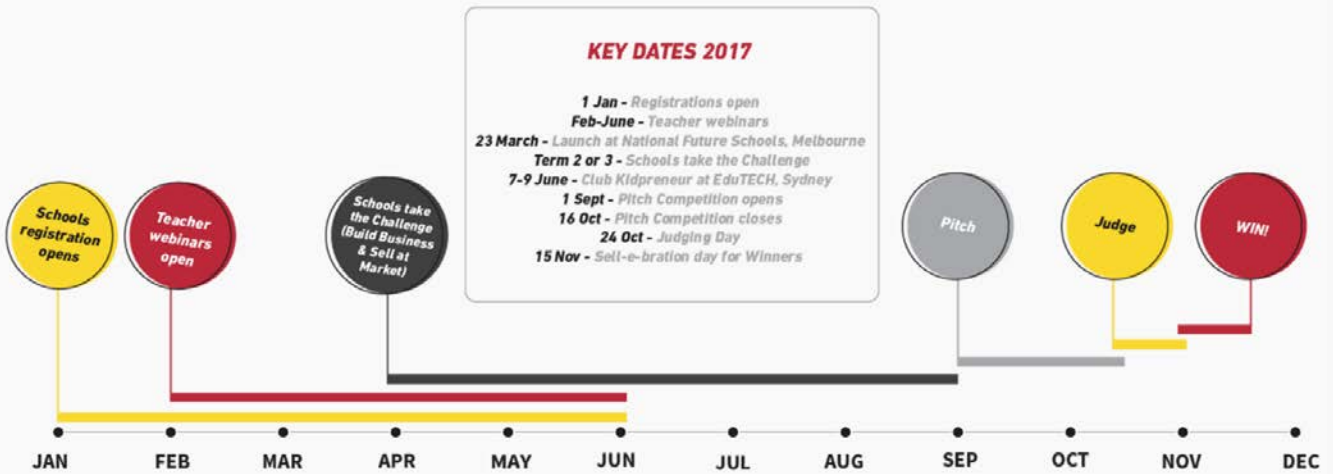 KEY DATES 2017
1 Jan - Registrations open
Feb-June - Teacher webinars
23 March - Launch at National Future Schools, Melbourne
Term 2 or 3 - Schools take the Challenge
7-9 June - Club Kidpreneur at EduTECH, Sydney
1 Sept - Pitch Competition opens
16 Oct - Pitch Competition closes
24 Oct - Judging Day
15 Nov - Sell-e-bration day for Winners
Schools
registration
opens
Teacher
webinars
open
Schools take
the Challenge
(Build Business
& Sell at
Market)
Pitch
Judge
WIN!
JAN FEB MAR APR MAY JUN JUL AUG SEP OCT NOV DEC